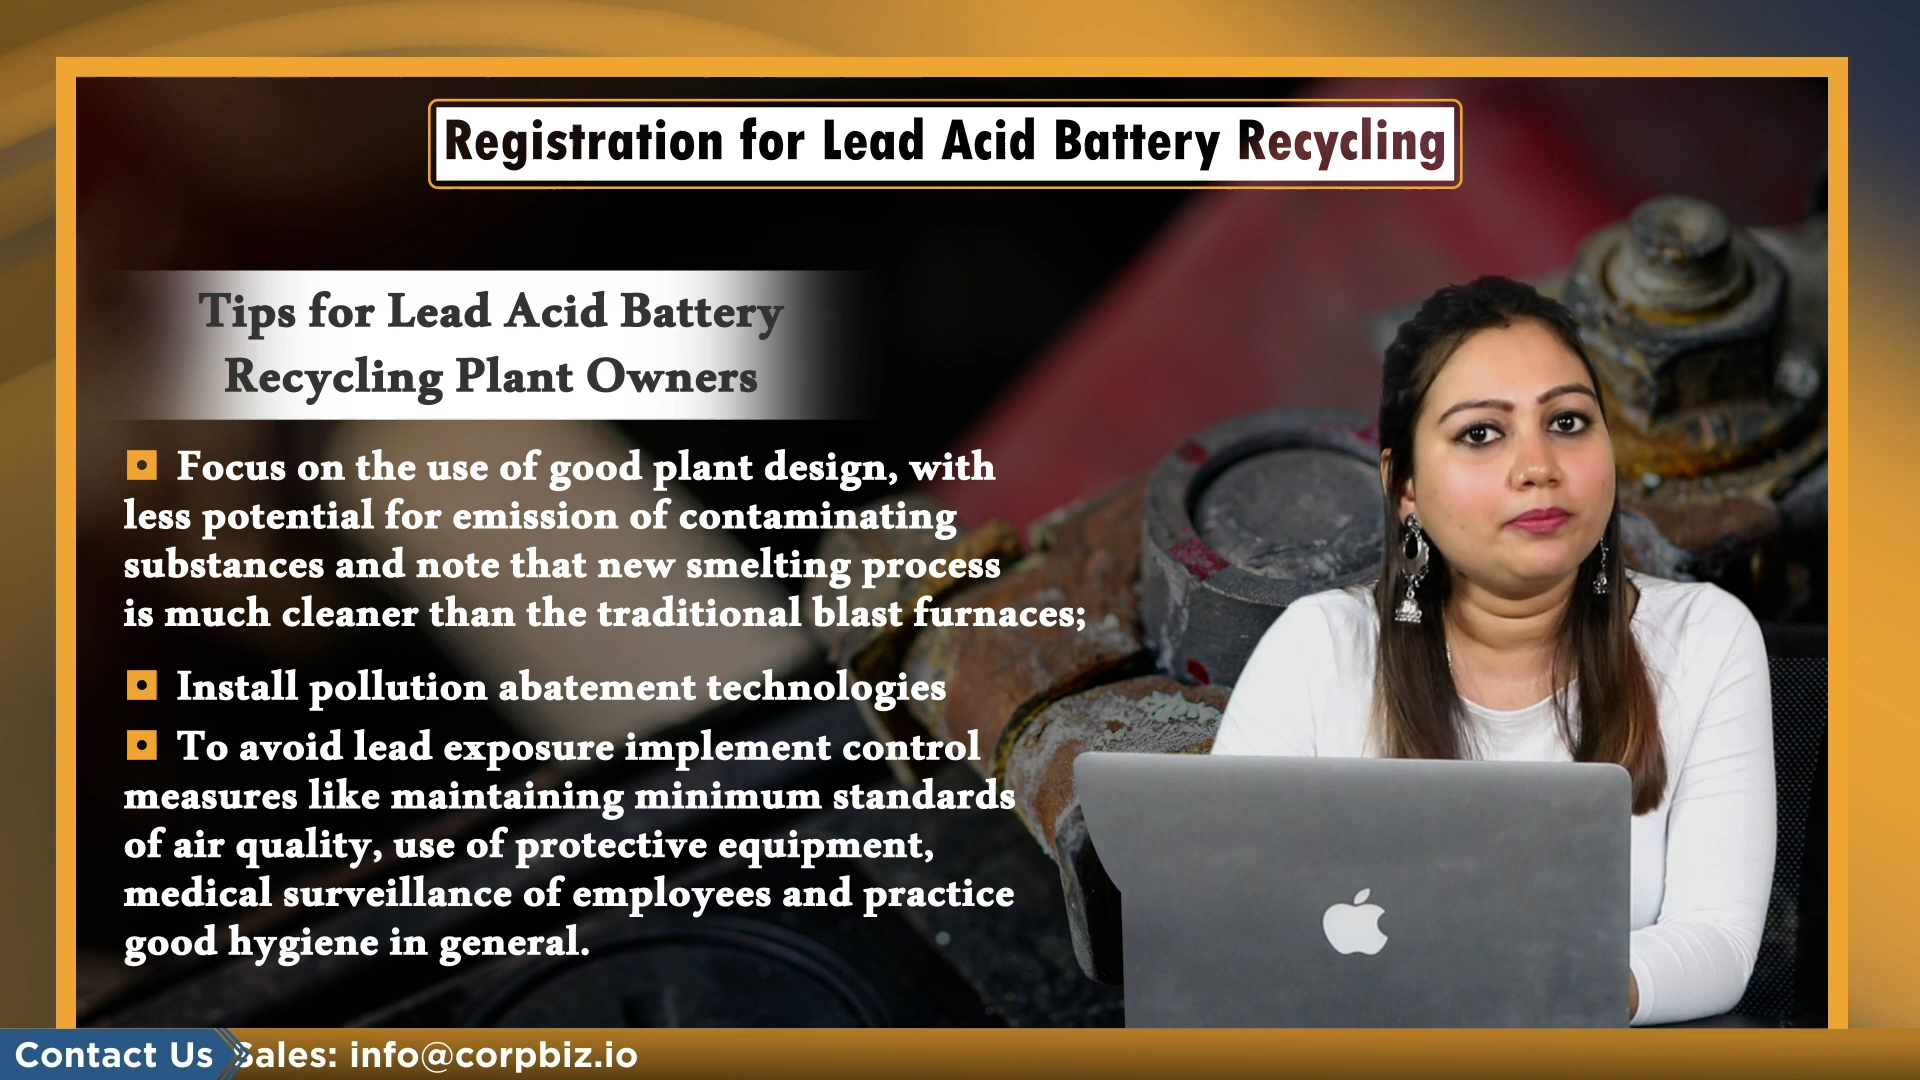 Registration for Lead Acid Battery Recycling
Tips for Lead Acid Battery
Recycling Plant Owners
Focus on the use of good plant design, with
less potential for emission of contaminating
substances and note that new smelting process
is much cleaner than the traditional blast furnaces;
Install pollution abatement technologies
To avoid lead exposure implement control
measures like maintaining minimum standards
of air quality, use of protective equipment,
medical surveillance of employees and practice
good hygiene in general.
Contact Us Sales: info@corpbiz.io